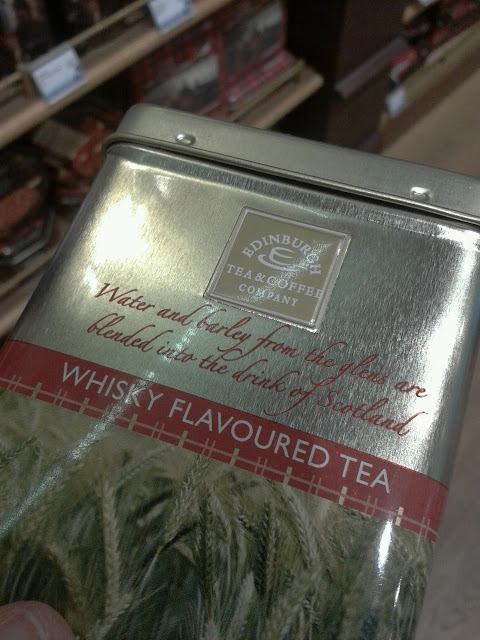 EDINBURGH
TEA & COFFEE
COMPANY
Water and barley from the glens are
blended into the drink of Scotland
WHISKY FLAVOURED TEA